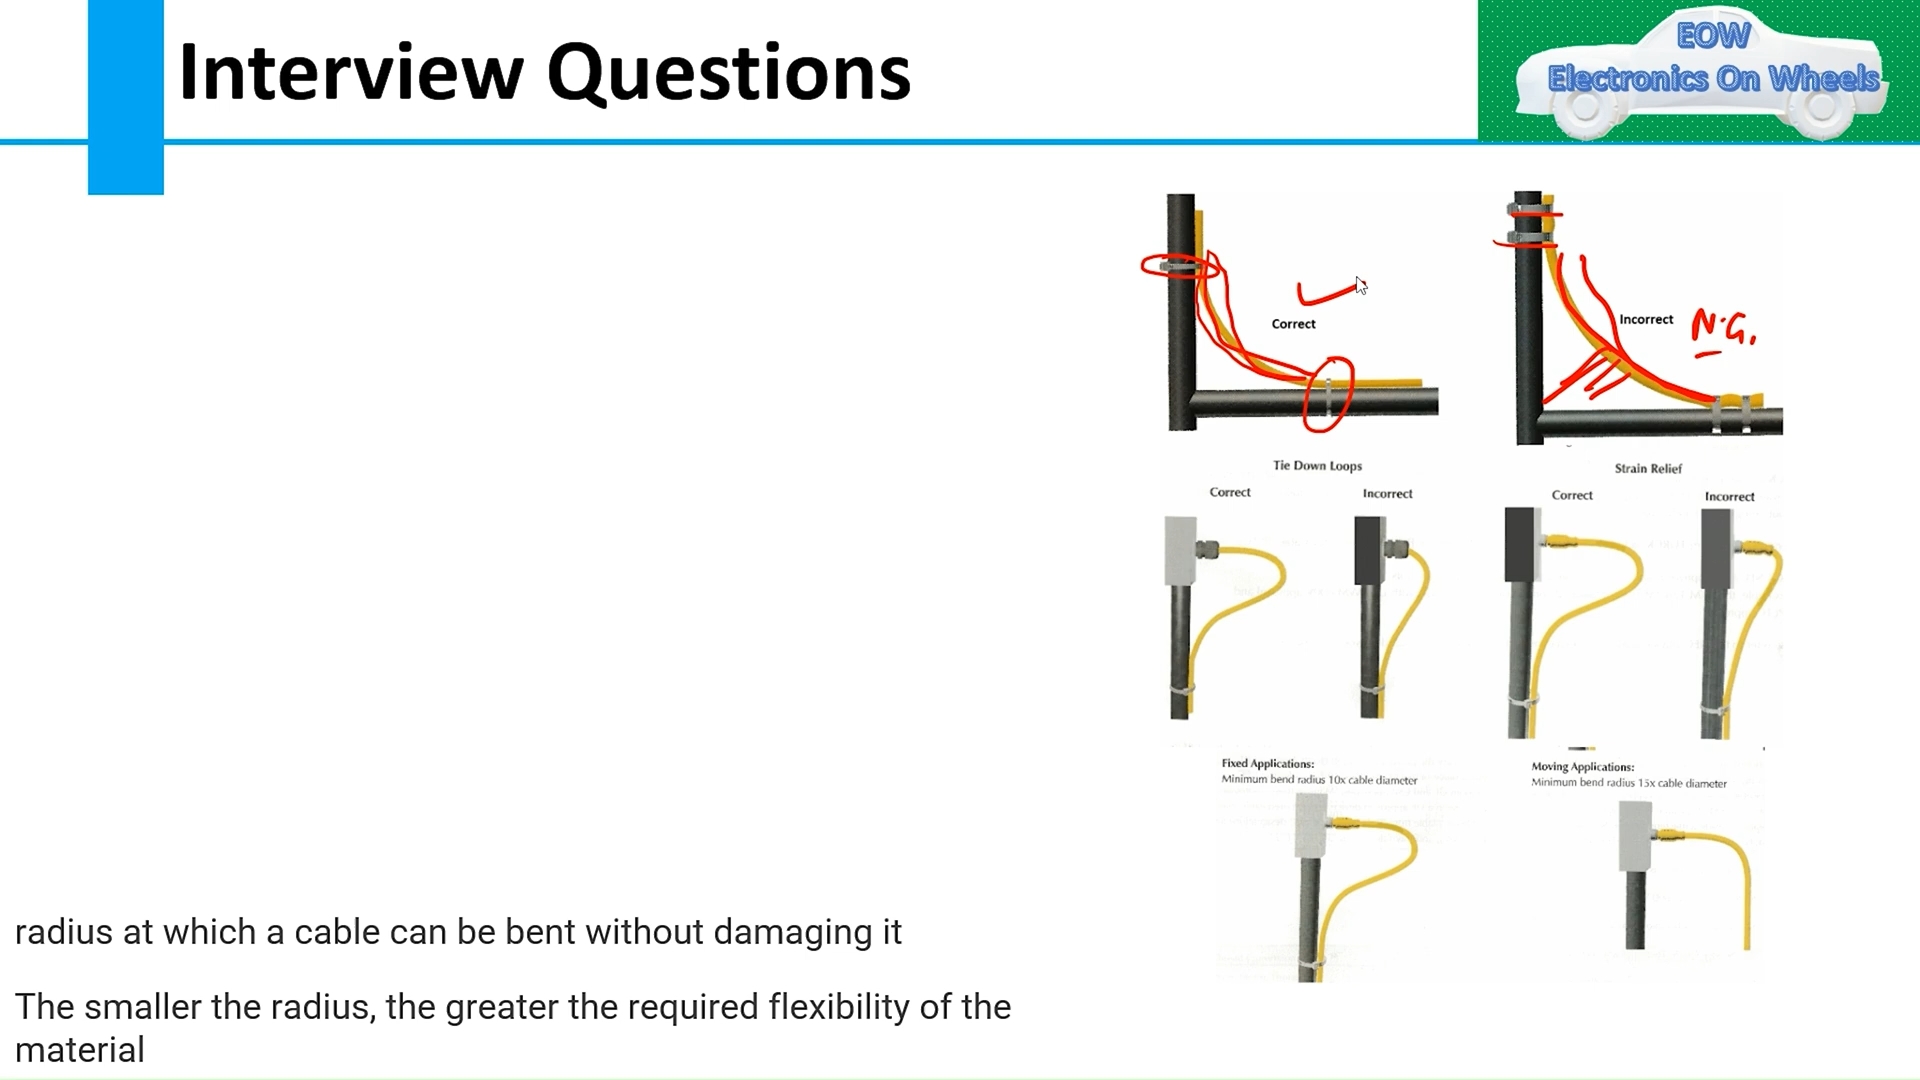 Interview Questions
EOW
Electronics On Wheels
Correct
Incorrect
N.G.
Tie Down Loops
Strain Relief
Correct
Incorrect
Correct
Incorrect
Fixed Applications:
Minimum bend radius 10x cable diameter
Moving Applications:
Minimum bend radius 15x cable diameter
radius at which a cable can be bent without damaging it
The smaller the radius, the greater the required flexibility of the
material